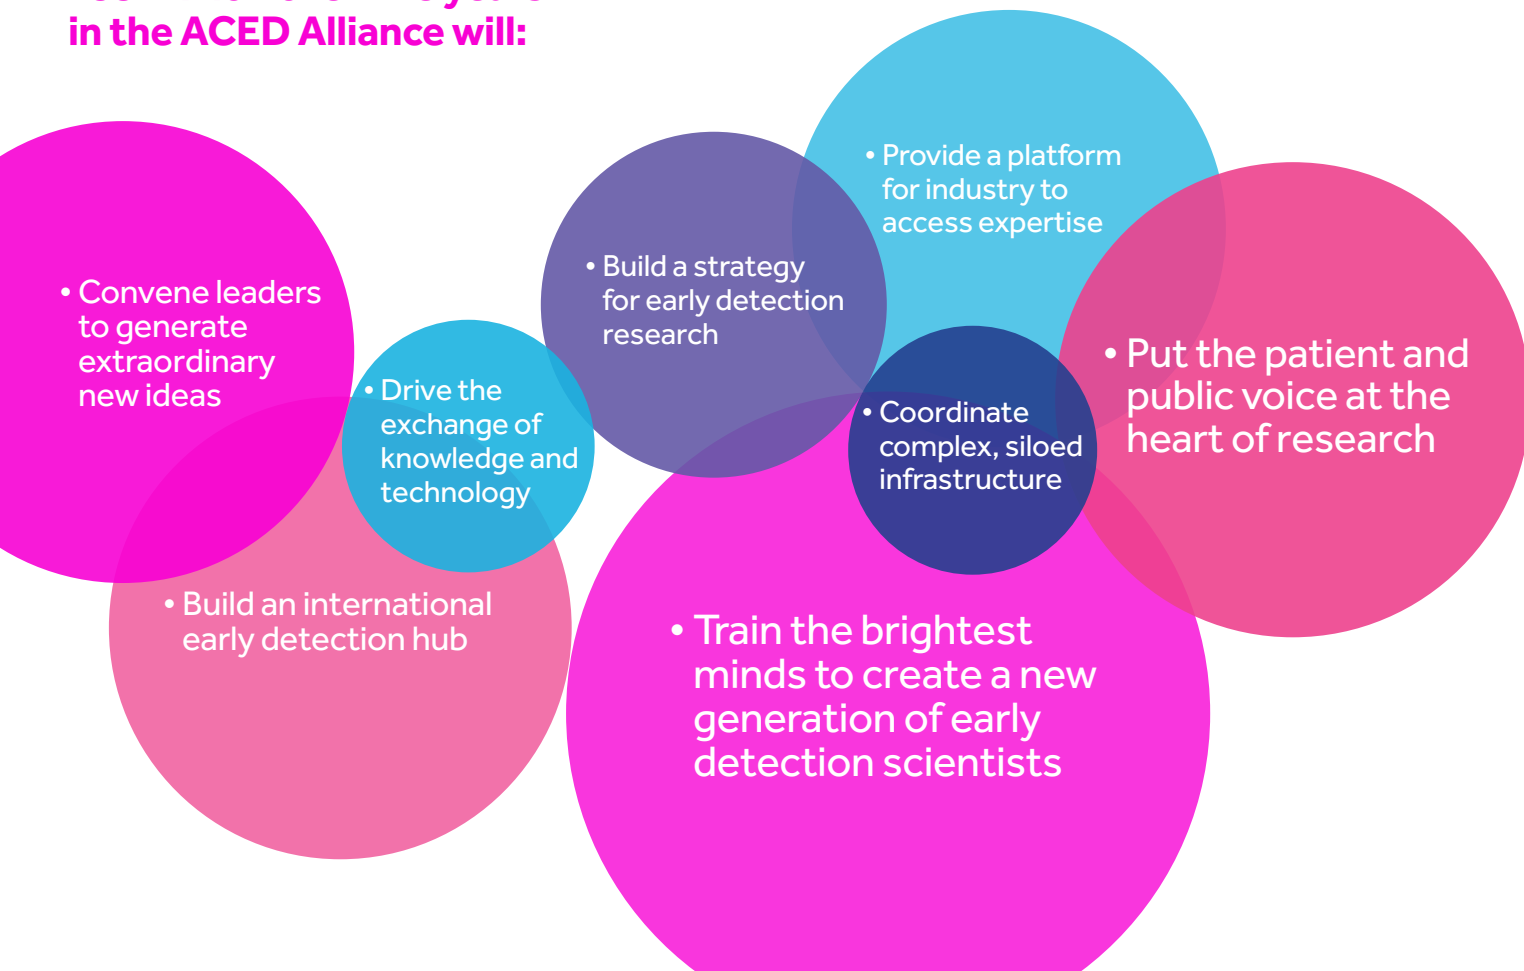 in the ACED Alliance will:
• Convene leaders
to generate
extraordinary
new ideas
• Drive the
exchange of
knowledge and
technology
• Build an international
early detection hub
• Build a strategy
for early detection
research
• Provide a platform
for industry to
access expertise
• Coordinate
complex, siloed
infrastructure
• Put the patient and
public voice at the
heart of research
• Train the brightest
minds to create a new
generation of early
detection scientists